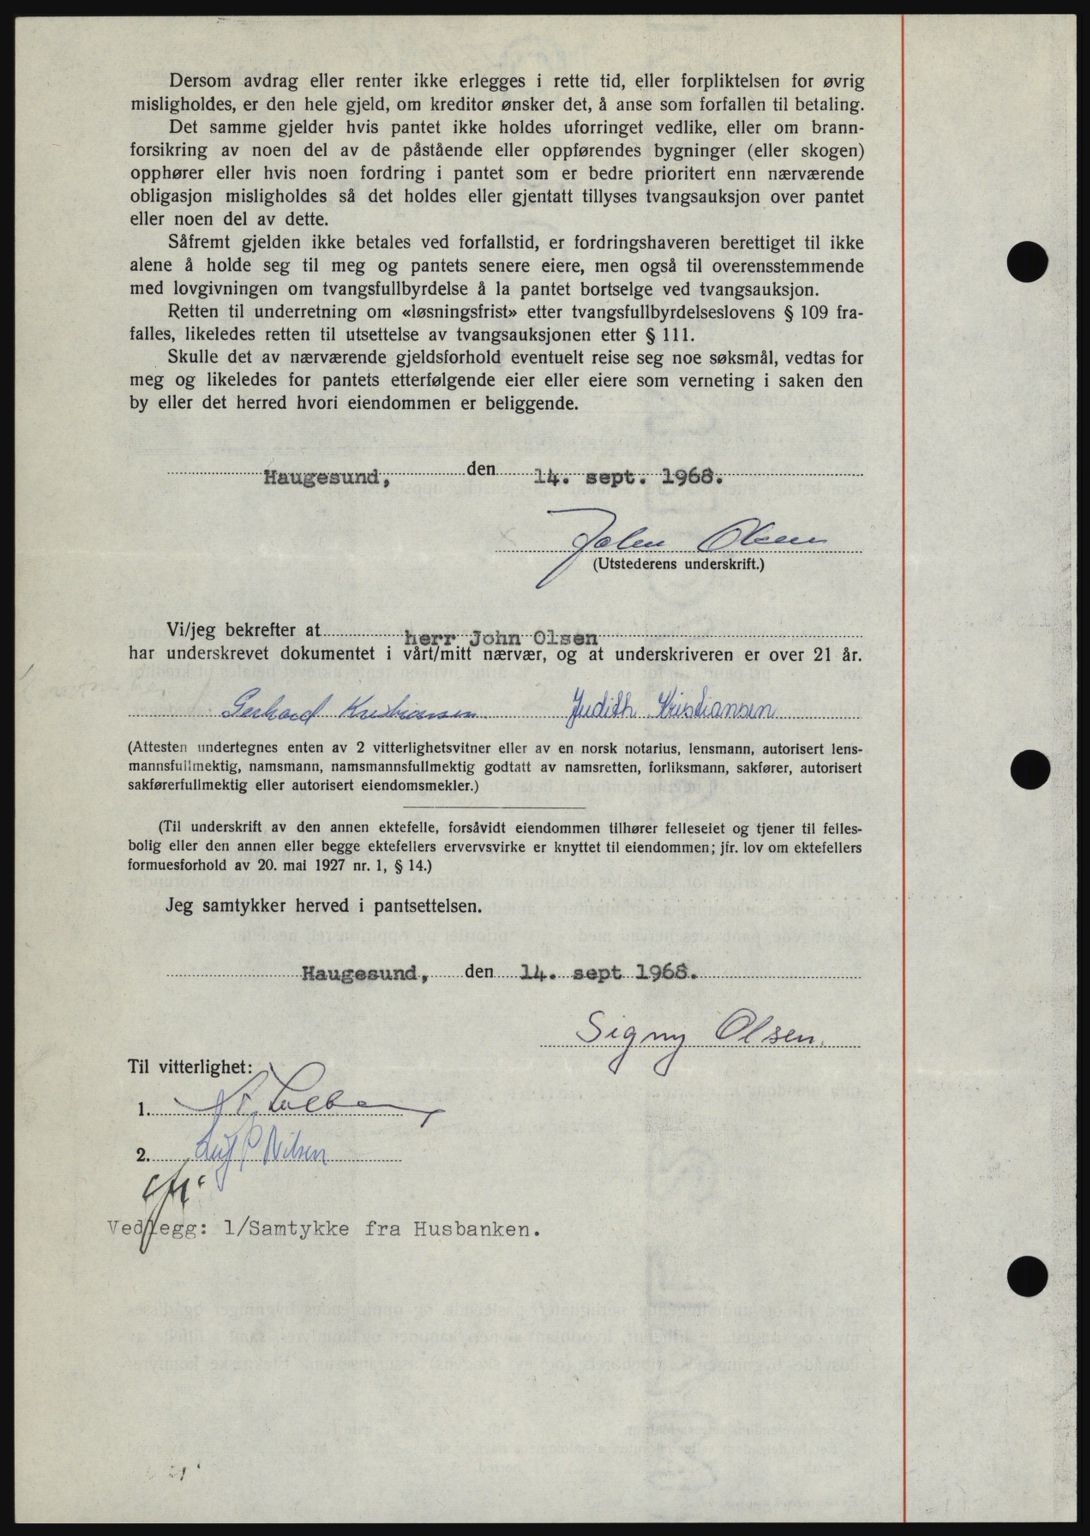 Dersom avdrag eller renter ikke erlegges i rette tid, eller forpliktelsen for øvrig
misligholdes, er den hele gjeld, om kreditor ønsker det, å anse som forfallen til betaling.
Det samme gjelder hvis pantet ikke holdes uforringet vedlike, eller om brann-
forsikring av noen del av de påstående eller oppførendes bygninger (eller skogen)
opphører eller hvis noen fordring i pantet som er bedre prioritert enn nærværende
obligasjon misligholdes så det holdes eller gjentatt tillyses tvangsauksjon over pantet
eller noen del av dette.
Såfremt gjelden ikke betales ved forfallstid, er fordringshaveren berettiget til ikke
alene å holde seg til meg og pantets senere eiere, men også til overensstemmende
med lovgivningen om tvangsfullbyrdelse å la pantet bortselge ved tvangsauksjon.
Retten til underretning om «løsningsfrist» etter tvangsfullbyrdelseslovens § 109 fra-
falles, likeledes retten til utsettelse av tvangsauksjonen etter § 111.
Skulle det av nærværende gjeldsforhold eventuelt reise seg noe søksmål, vedtas for
meg og likeledes for pantets etterfølgende eier eller eiere som verneting i saken den
by eller det herred hvori eiendommen er beliggende.
Haugesund, den 14. sept. 1968.
John Olsen
(Utstederens underskrift.)
Vi/jeg bekrefter at herr John Olsen
har underskrevet dokumentet i vårt/mitt nærvær, og at underskriveren er over 21 år.
Gerhard Kristiansen Judith Kristiansen
(Attesten undertegnes enten av 2 vitterlighetsvitner eller av en norsk notarius, lensmann, autorisert lens-
mannsfullmektig, namsmann, namsmannsfullmektig godtatt av namsretten, forliksmann, sakfører, autorisert
sakførerfullmektig eller autorisert eiendomsmekler.)
(Til underskrift av den annen ektefelle, forsåvidt eiendommen tilhører felleseiet og tjener til felles-
bolig eller den annen eller begge ektefellers ervervsvirke er knyttet til eiendommen; jfr. lov om ektefellers
formuesforhold av 20. mai 1927 nr. 1, § 14.)
Jeg samtykker herved i pantsettelsen.
Haugesund, den 14. sept 1968.
Signy Olsen.
Til vitterlighet:
1.
2. Leif P Nilsen
Vedlegg: 1/Samtykke fra Husbanken.